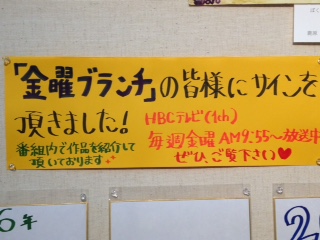 「金曜ブランチ」の皆様にサインを
頂きました!
番組内で作品を紹介して
頂いております
HBCテレビ(1ch)
毎週金曜AM9:55~放送中
ぜひ、ご覧下さい♥
6年